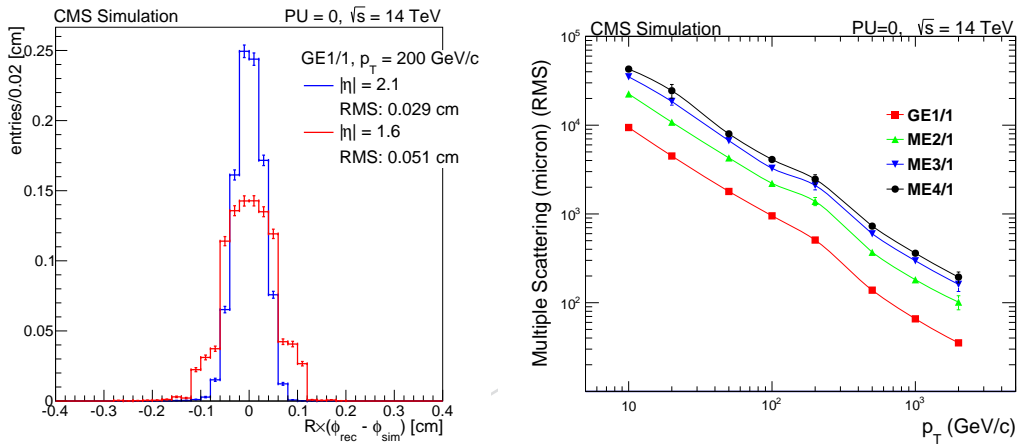 CMS Simulation
PU = 0, √s = 14 TeV
entries/0.02 [cm]
0.25
0.2
0.15
0.1
0.05
0
GE1/1, pT = 200 GeV/c
|η| = 2.1
RMS: 0.029 cm
|η| = 1.6
RMS: 0.051 cm
-0.4 -0.3 -0.2 -0.1 0 0.1 0.2 0.3 0.4
R×(ϕrec - ϕsim) [cm]
CMS Simulation
PU=0, √s = 14 TeV
Multiple Scattering (micron) (RMS)
10^5
10^4
10^3
10^2
GE1/1
ME2/1
ME3/1
ME4/1
10 10^2 10^3
pT (GeV/c)